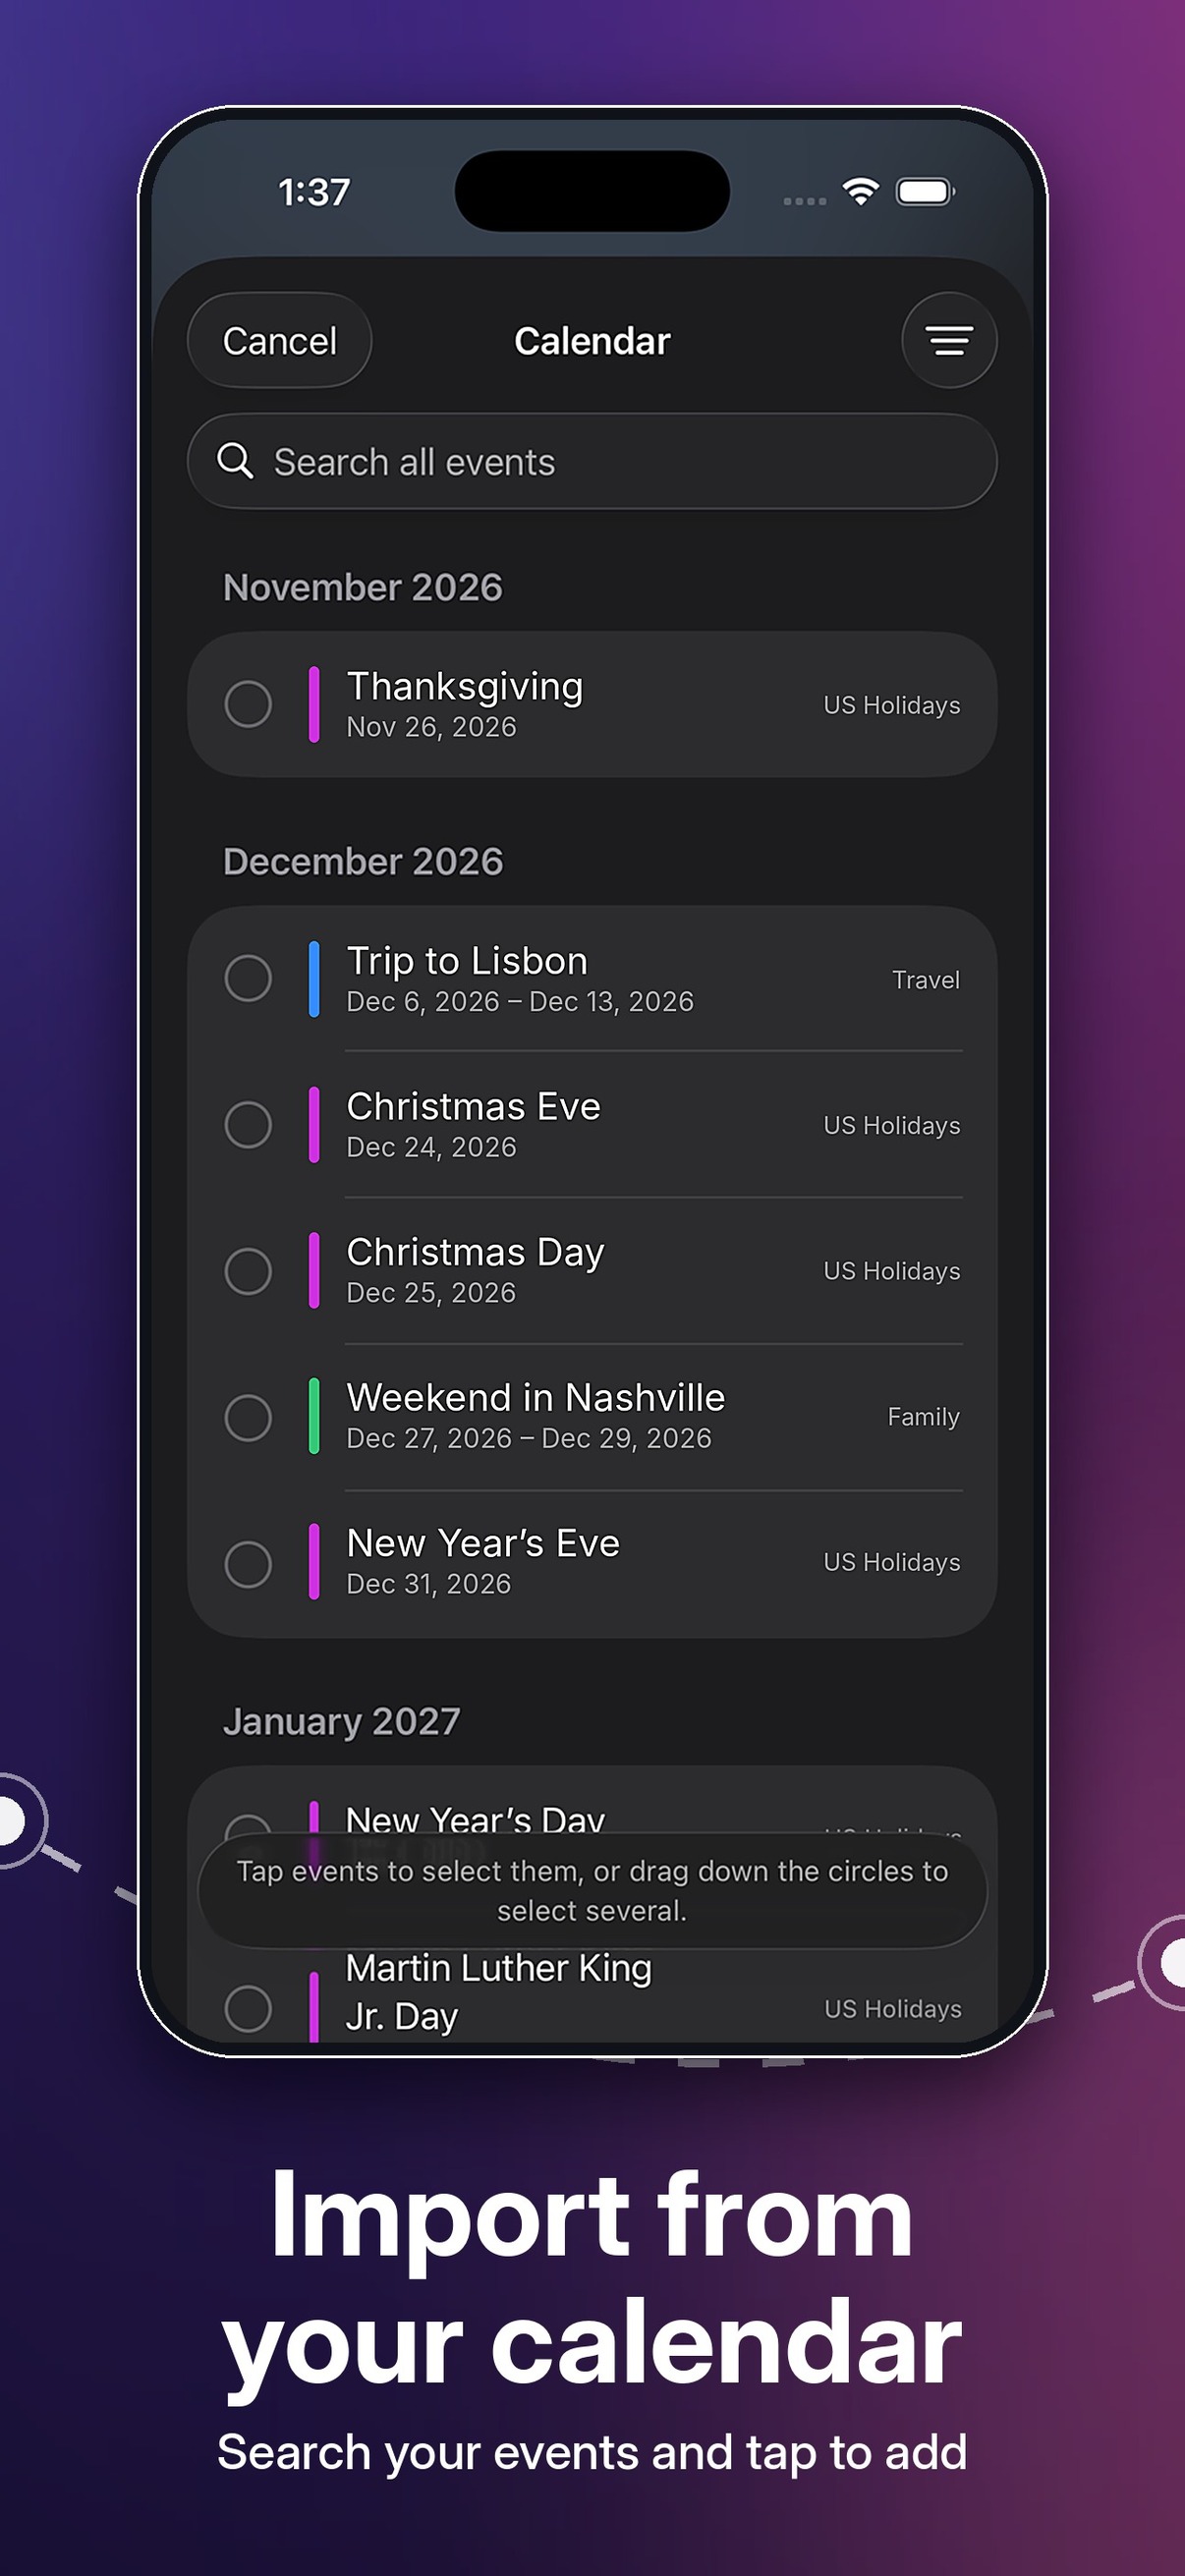 1:37
Cancel
Calendar
Search all events
November 2026
Thanksgiving
Nov 26, 2026
US Holidays
December 2026
Trip to Lisbon
Dec 6, 2026 – Dec 13, 2026
Travel
Christmas Eve
Dec 24, 2026
US Holidays
Christmas Day
Dec 25, 2026
US Holidays
Weekend in Nashville
Dec 27, 2026 – Dec 29, 2026
Family
New Year’s Eve
Dec 31, 2026
US Holidays
January 2027
New Year’s Day
Tap events to select them, or drag down the circles to
select several.
Martin Luther King
Jr. Day
US Holidays
Import from
your calendar
Search your events and tap to add